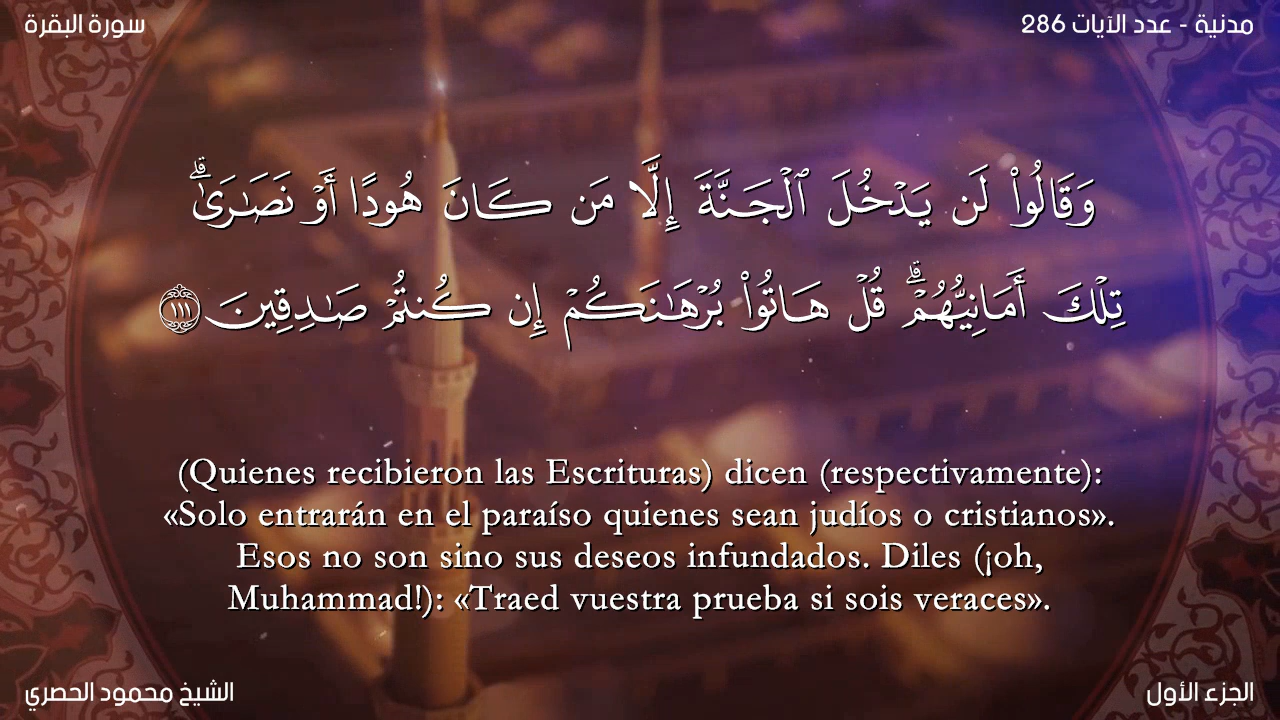 سورة البقرة
مدنية - عدد الآيات 286
وَقَالُوا۟ لَن يَدْخُلَ ٱلْجَنَّةَ إِلَّا مَن كَانَ هُودًا أَوْ نَصَـٰرَىٰ ۗ
تِلْكَ أَمَانِيُّهُمْ ۗ قُلْ هَاتُوا۟ بُرْهَـٰنَكُمْ إِن كُنتُمْ صَـٰدِقِينَ ١١١
(Quienes recibieron las Escrituras) dicen (respectivamente):
«Solo entrarán en el paraíso quienes sean judíos o cristianos».
Esos no son sino sus deseos infundados. Diles (¡oh,
Muhammad!): «Traed vuestra prueba si sois veraces».
الشيخ محمود الحصري
الجزء الأول